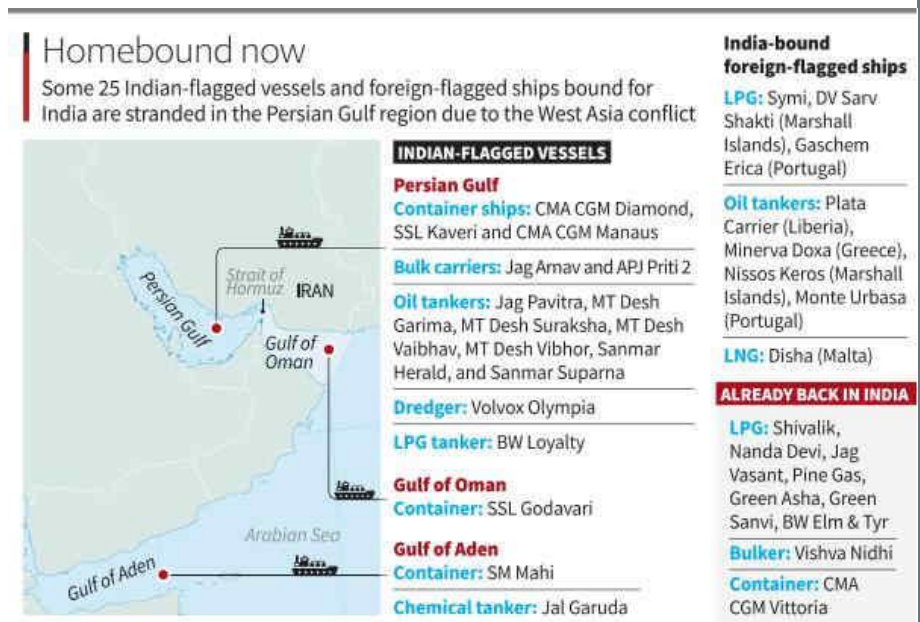 Homebound now
Some 25 Indian-flagged vessels and foreign-flagged ships bound for
India are stranded in the Persian Gulf region due to the West Asia conflict
Persian Gulf
Strait of
Hormuz
IRAN
Gulf of
Oman
Arabian Sea
Gulf of Aden
INDIAN-FLAGGED VESSELS
Persian Gulf
Container ships: CMA CGM Diamond,
SSL Kaveri and CMA CGM Manaus
Bulk carriers: Jag Arnav and APJ Priti 2
Oil tankers: Jag Pavitra, MT Desh
Garima, MT Desh Suraksha, MT Desh
Vaibhav, MT Desh Vibhor, Sanmar
Herald, and Sanmar Suparna
Dredger: Volvox Olympia
LPG tanker: BW Loyalty
Gulf of Oman
Container: SSL Godavari
Gulf of Aden
Container: SM Mahi
Chemical tanker: Jal Garuda
India-bound
foreign-flagged ships
LPG: Symi, DV Sarv
Shakti (Marshall
Islands), Gaschem
Erica (Portugal)
Oil tankers: Plata
Carrier (Liberia),
Minerva Doxa (Greece),
Nissos Keros (Marshall
Islands), Monte Urbasa
(Portugal)
LNG: Disha (Malta)
ALREADY BACK IN INDIA
LPG: Shivalik,
Nanda Devi, Jag
Vasant, Pine Gas,
Green Asha, Green
Sanvi, BW Elm & Tyr
Bulker: Vishva Nidhi
Container: CMA
CGM Vittoria